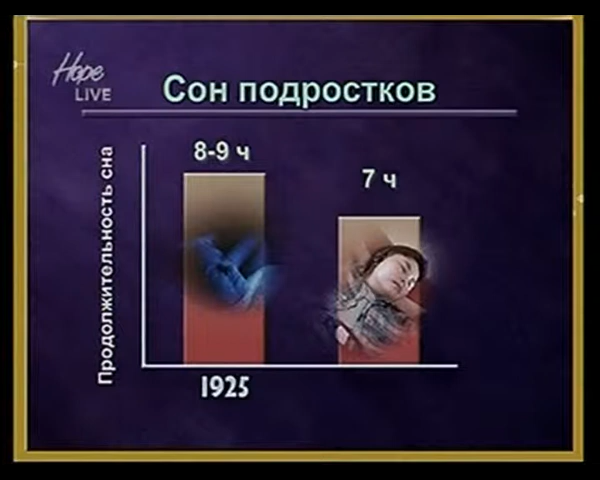 Hope
LIVE
Сон подростков
Продолжительность сна
8-9 ч
7 ч
1925